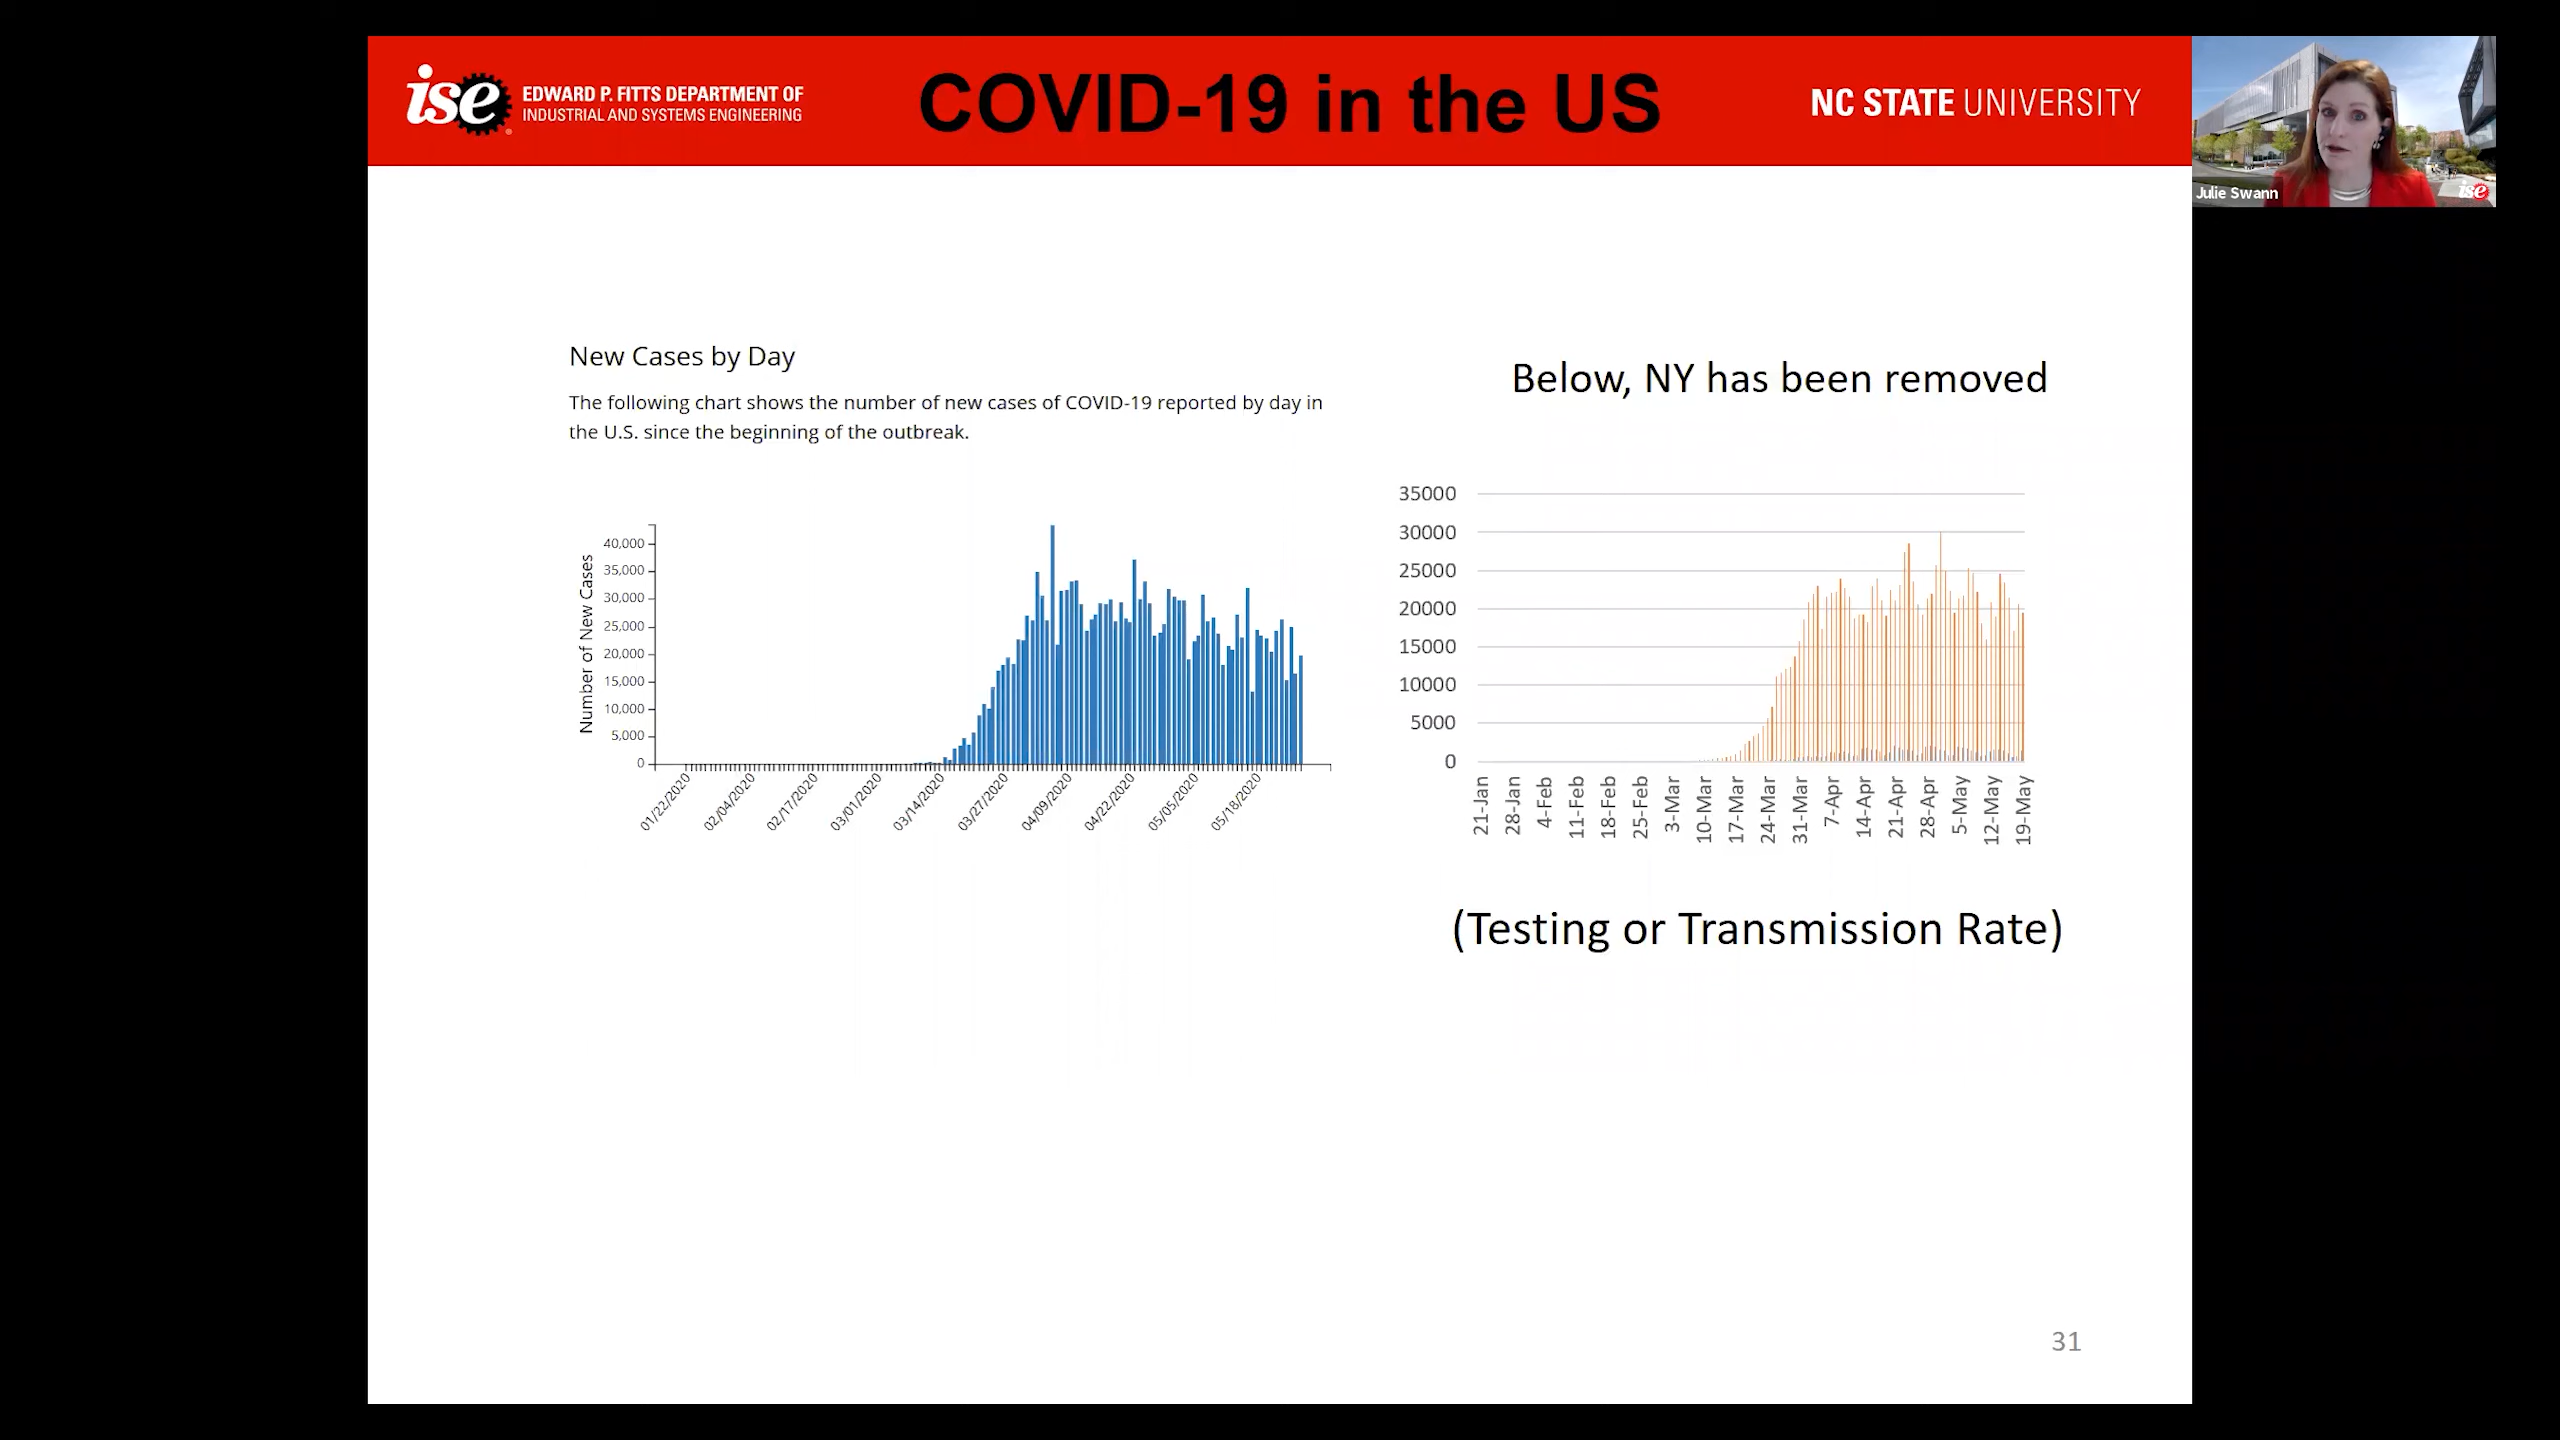 ise EDWARD P. FITTS DEPARTMENT OF
INDUSTRIAL AND SYSTEMS ENGINEERING
COVID-19 in the US
NC STATE UNIVERSITY
Julie Swann
ise
New Cases by Day
The following chart shows the number of new cases of COVID-19 reported by day in
the U.S. since the beginning of the outbreak.
Number of New Cases
40,000
35,000
30,000
25,000
20,000
15,000
10,000
5,000
0
01/22/2020
02/04/2020
02/17/2020
03/01/2020
03/14/2020
03/27/2020
04/09/2020
04/22/2020
05/05/2020
05/18/2020
Below, NY has been removed
35000
30000
25000
20000
15000
10000
5000
0
21-Jan
28-Jan
4-Feb
11-Feb
18-Feb
25-Feb
3-Mar
10-Mar
17-Mar
24-Mar
31-Mar
7-Apr
14-Apr
21-Apr
28-Apr
5-May
12-May
19-May
(Testing or Transmission Rate)
31